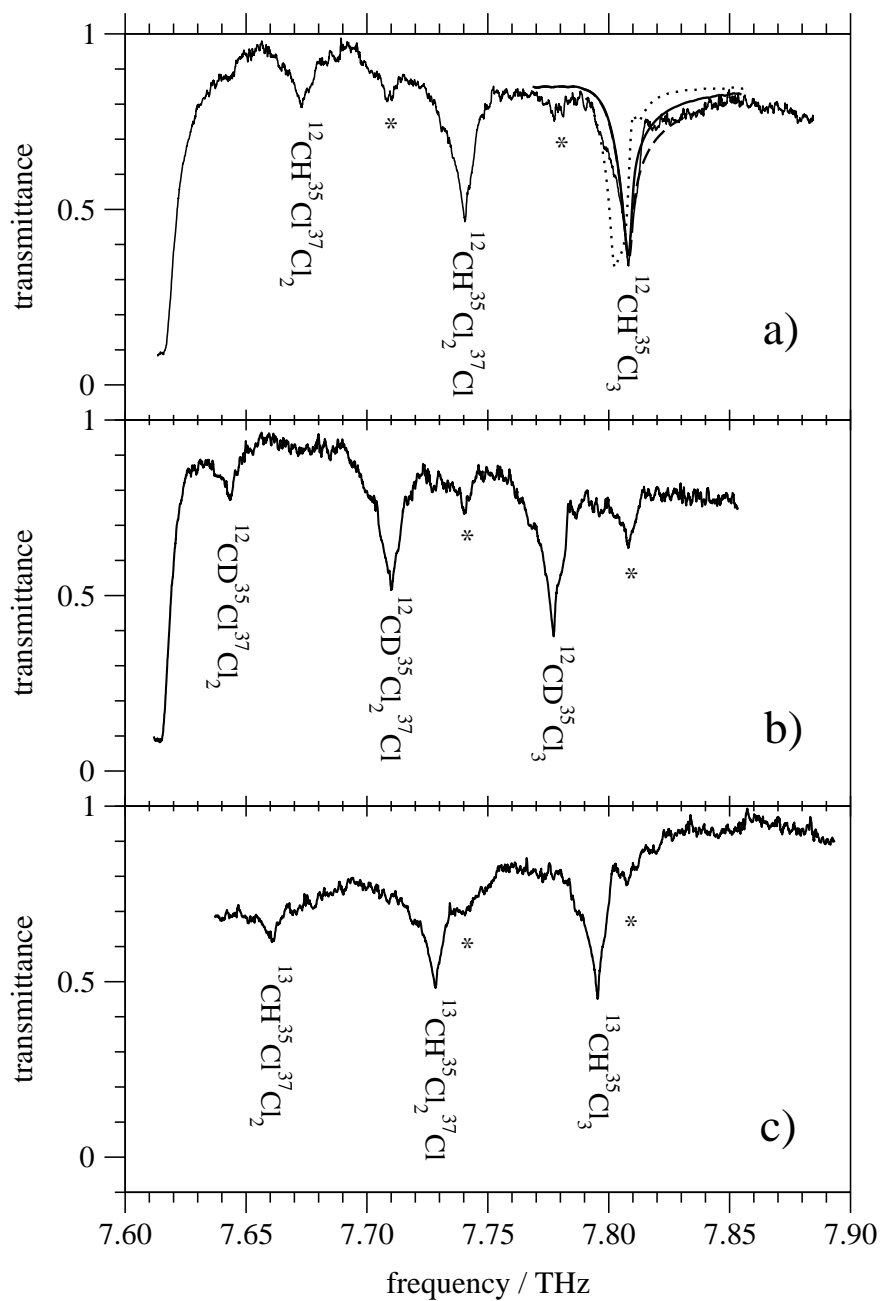 1
0.5
0
transmittance
*
*
¹²CH³⁵Cl³⁷Cl₂
¹²CH³⁵Cl₂³⁷Cl
¹²CH³⁵Cl₃
a)
1
0.5
0
transmittance
*
*
¹²CD³⁵Cl³⁷Cl₂
¹²CD³⁵Cl₂³⁷Cl
¹²CD³⁵Cl₃
b)
1
0.5
0
transmittance
*
*
¹³CH³⁵Cl³⁷Cl₂
¹³CH³⁵Cl₂³⁷Cl
¹³CH³⁵Cl₃
c)
7.60 7.65 7.70 7.75 7.80 7.85 7.90
frequency / THz